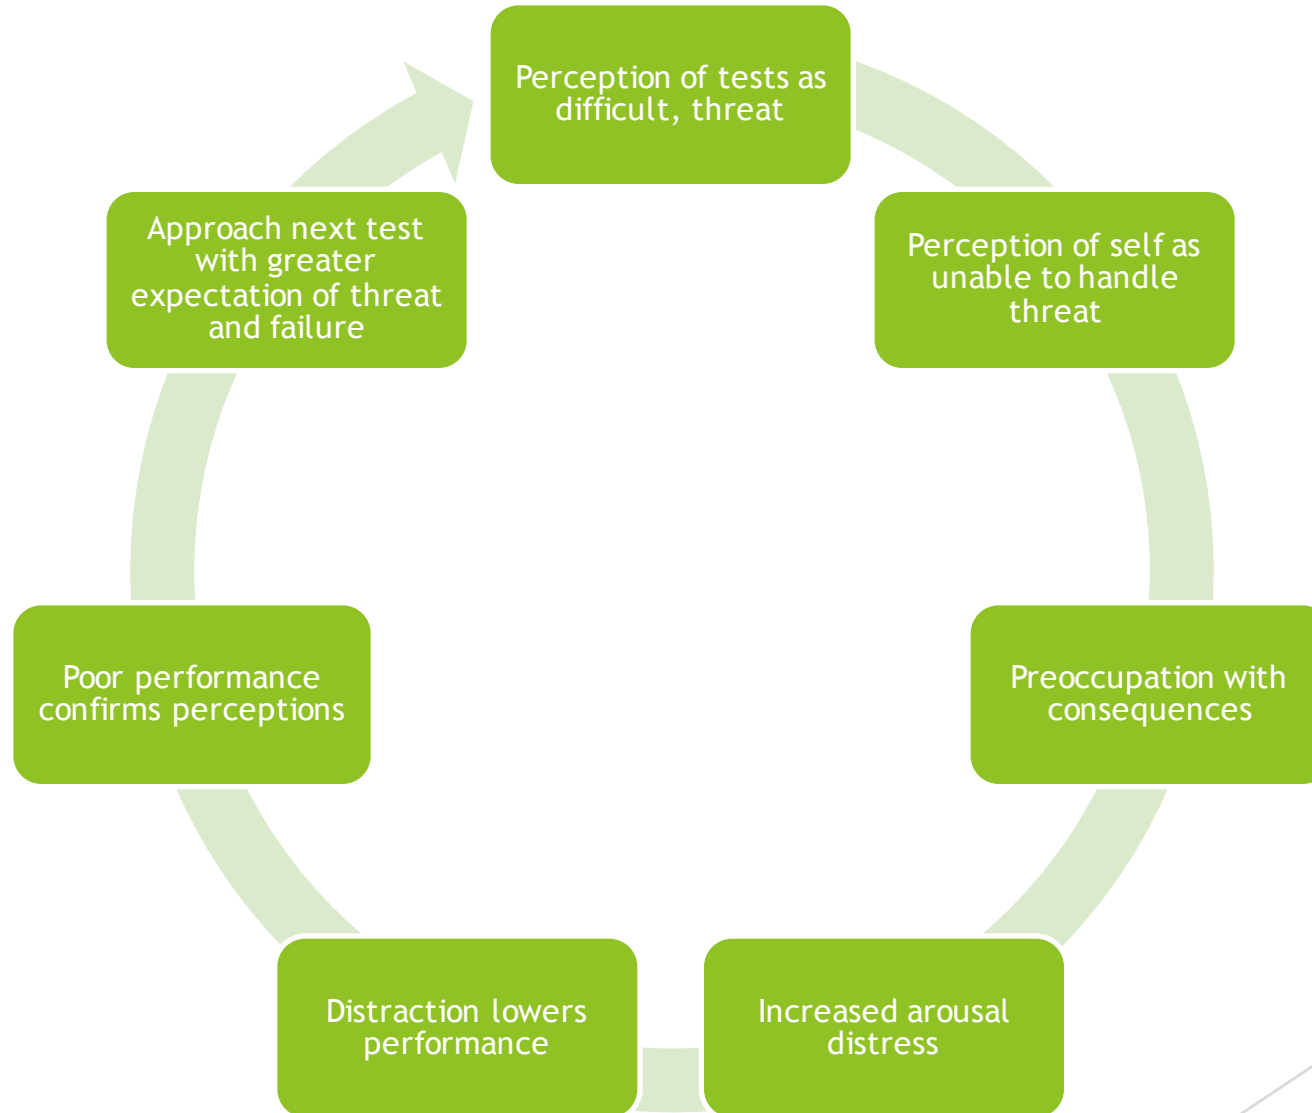 Perception of tests as
difficult, threat
Perception of self as
unable to handle
threat
Preoccupation with
consequences
Increased arousal
distress
Distraction lowers
performance
Poor performance
confirms perceptions
Approach next test
with greater
expectation of threat
and failure